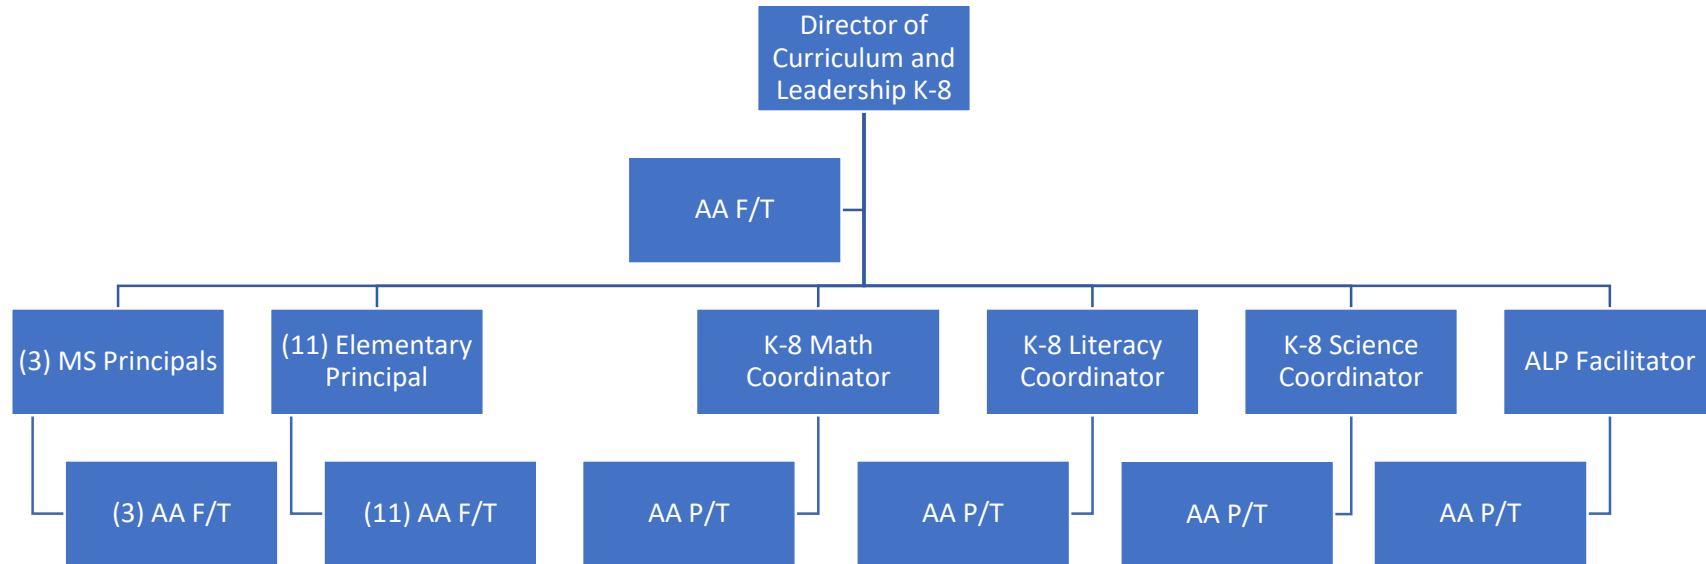 Director of
Curriculum and
Leadership K-8
AA F/T
(3) MS Principals
(11) Elementary
Principal
K-8 Math
Coordinator
K-8 Literacy
Coordinator
K-8 Science
Coordinator
ALP Facilitator
(3) AA F/T
(11) AA F/T
AA P/T
AA P/T
AA P/T
AA P/T